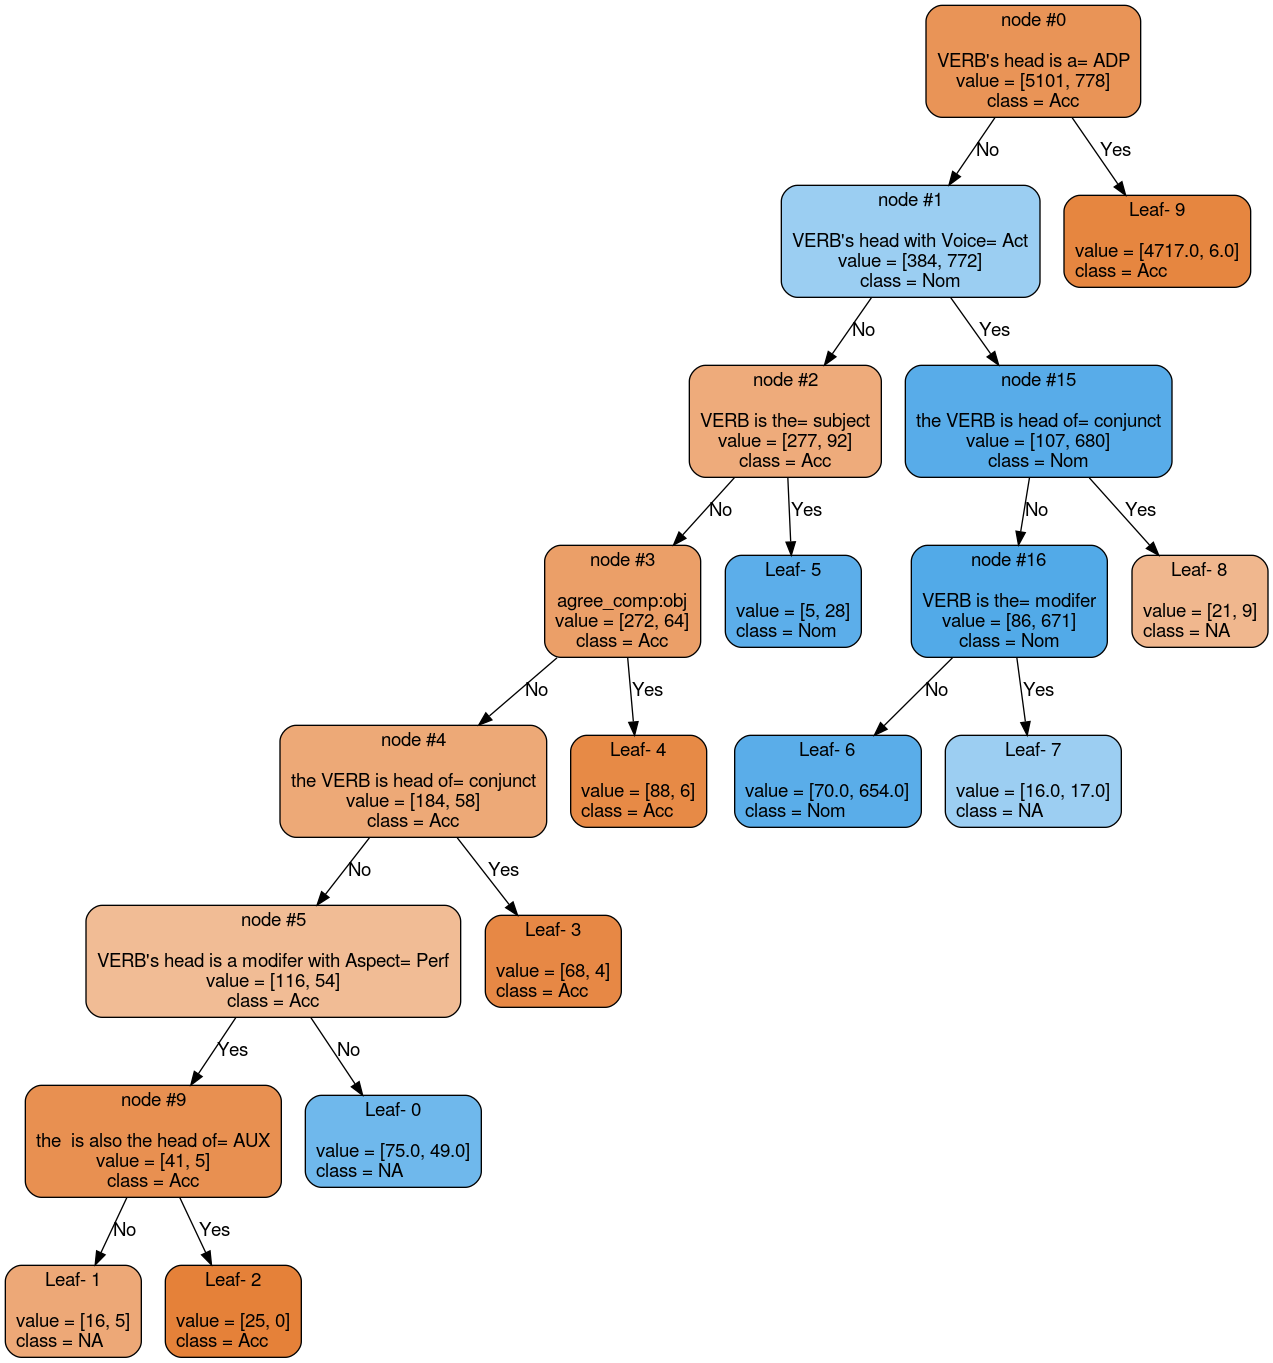 node #0
VERB's head is a= ADP
value = [5101, 778]
class = Acc
No
Yes
node #1
VERB's head with Voice= Act
value = [384, 772]
class = Nom
Leaf- 9
value = [4717.0, 6.0]
class = Acc
No
Yes
node #2
VERB is the= subject
value = [277, 92]
class = Acc
node #15
the VERB is head of= conjunct
value = [107, 680]
class = Nom
No
Yes
No
Yes
node #3
agree_comp:obj
value = [272, 64]
class = Acc
Leaf- 5
value = [5, 28]
class = Nom
node #16
VERB is the= modifer
value = [86, 671]
class = Nom
Leaf- 8
value = [21, 9]
class = NA
No
Yes
No
Yes
node #4
the VERB is head of= conjunct
value = [184, 58]
class = Acc
Leaf- 4
value = [88, 6]
class = Acc
Leaf- 6
value = [70.0, 654.0]
class = Nom
Leaf- 7
value = [16.0, 17.0]
class = NA
No
Yes
node #5
VERB's head is a modifer with Aspect= Perf
value = [116, 54]
class = Acc
Leaf- 3
value = [68, 4]
class = Acc
Yes
No
node #9
the  is also the head of= AUX
value = [41, 5]
class = Acc
Leaf- 0
value = [75.0, 49.0]
class = NA
No
Yes
Leaf- 1
value = [16, 5]
class = NA
Leaf- 2
value = [25, 0]
class = Acc